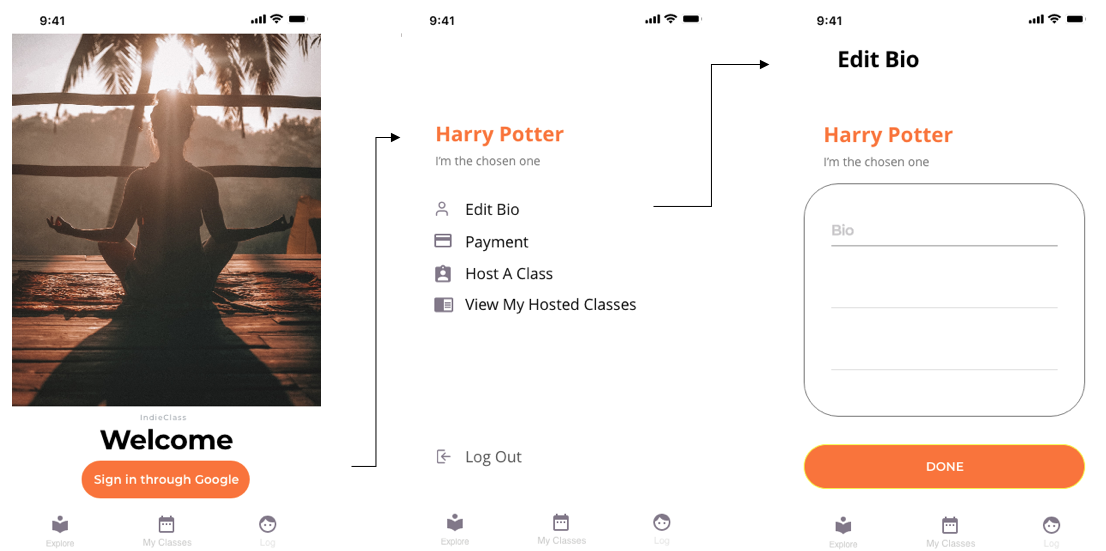 9:41
IndieClass
Welcome
Sign in through Google
Explore
My Classes
Log
9:41
Harry Potter
I'm the chosen one
Edit Bio
Payment
Host A Class
View My Hosted Classes
Log Out
Explore
My Classes
Log
9:41
Edit Bio
Harry Potter
I'm the chosen one
Bio
DONE
Explore
My Classes
Log